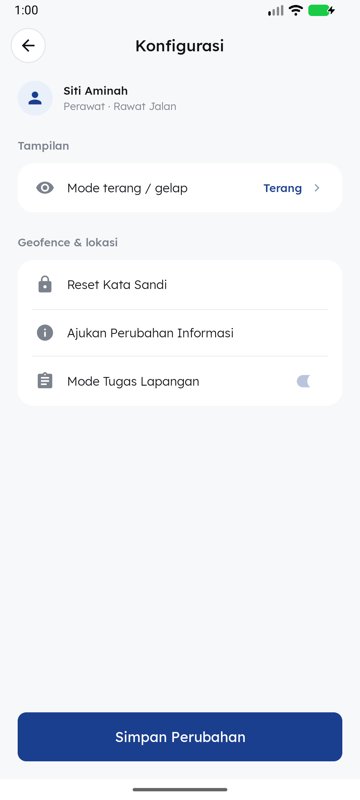 1:00
Konfigurasi
Siti Aminah
Perawat · Rawat Jalan
Tampilan
Mode terang / gelap Terang
Geofence & lokasi
Reset Kata Sandi
Ajukan Perubahan Informasi
Mode Tugas Lapangan
Simpan Perubahan